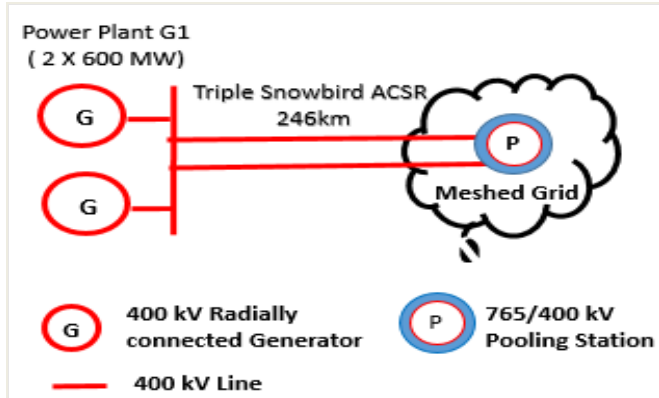 Power Plant G1
( 2 X 600 MW)
G
Triple Snowbird ACSR
246km
P
Meshed Grid
G
G
400 kV Radially
connected Generator
P
765/400 kV
Pooling Station
400 kV Line